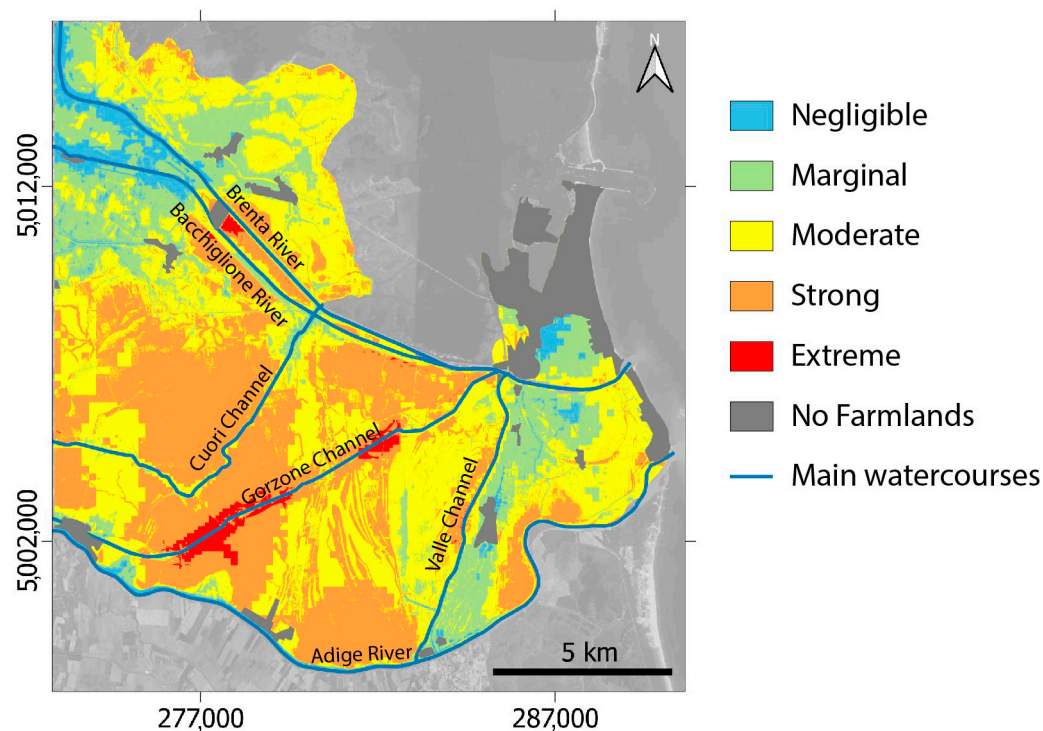 N
5,012,000
5,002,000
277,000
287,000
Brenta River
Bacchiglione River
Cuori Channel
Gorzone Channel
Valle Channel
Adige River
5 km
Negligible
Marginal
Moderate
Strong
Extreme
No Farmlands
Main watercourses